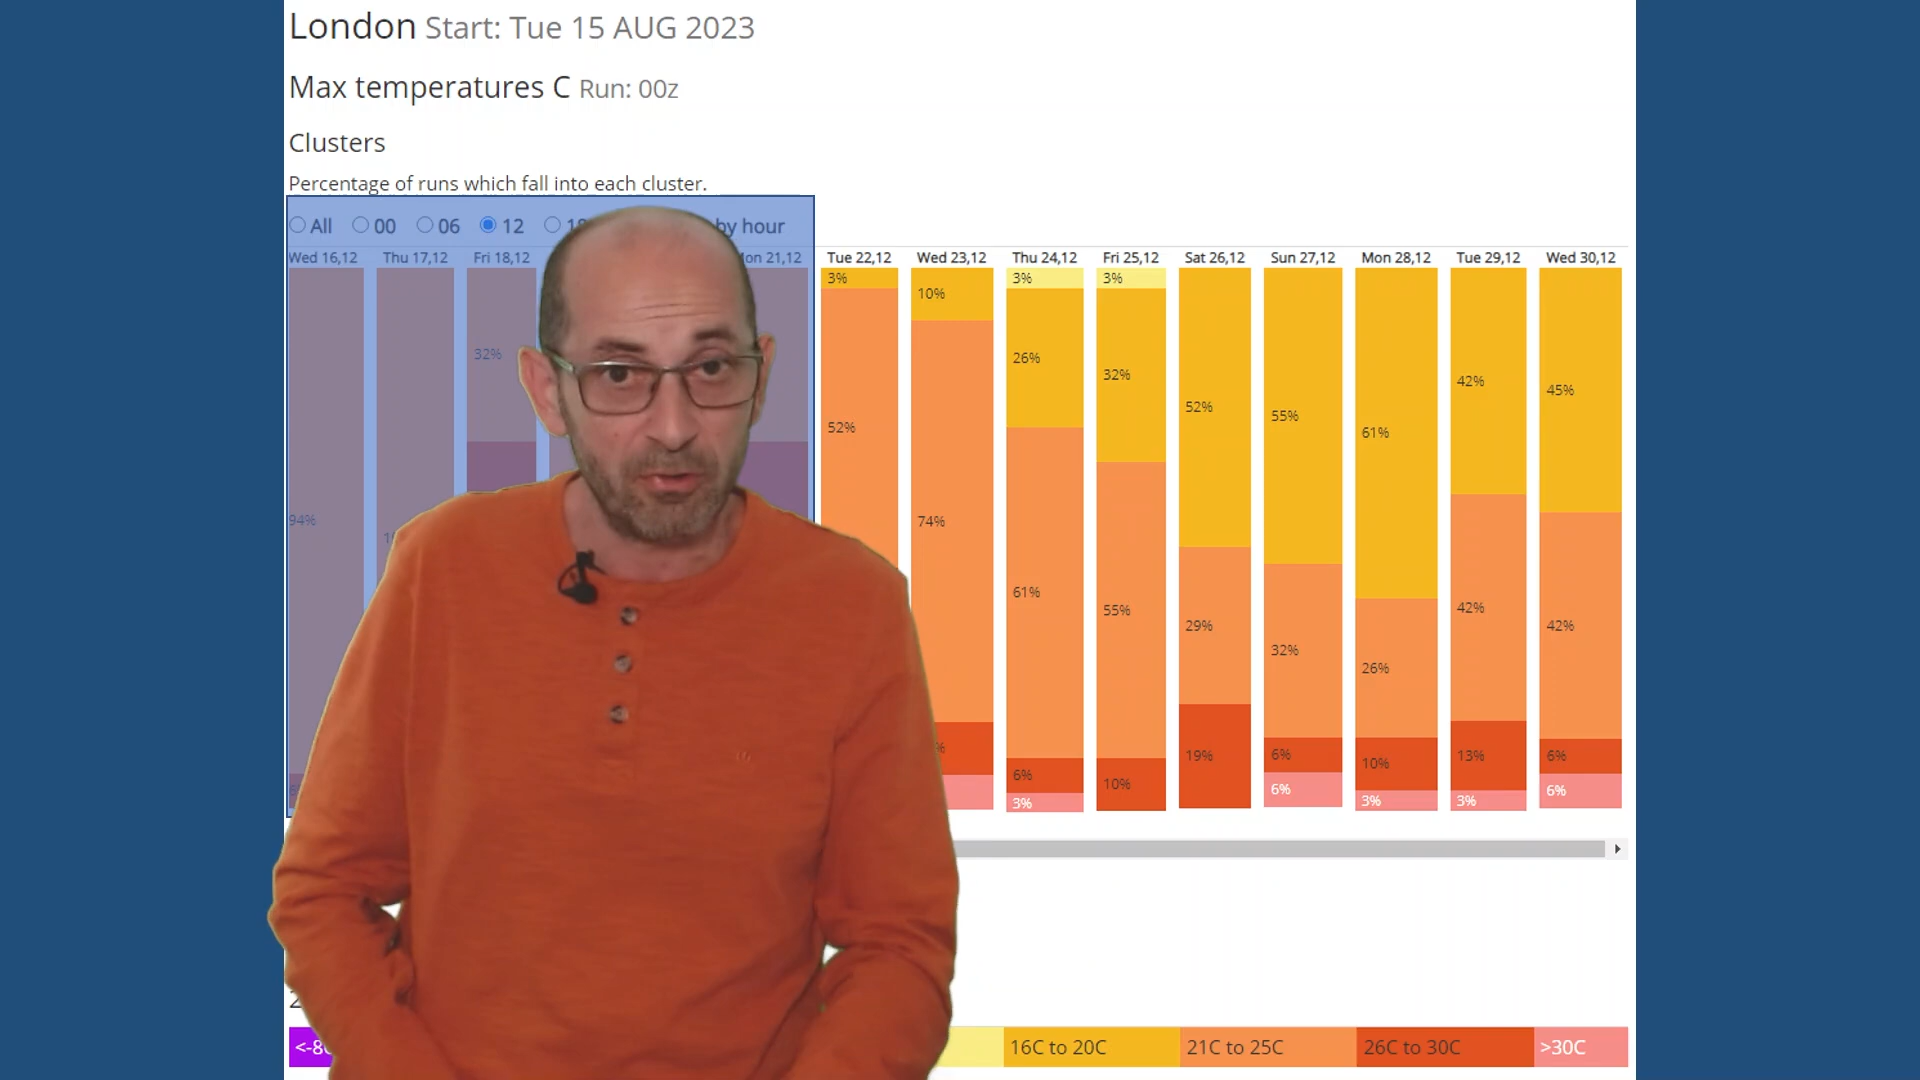 London Start: Tue 15 AUG 2023
Max temperatures C Run: 00z
Clusters
Percentage of runs which fall into each cluster.
All 00 06 12 by hour
Wed 16,12 Thu 17,12 Fri 18,12 21,12 Tue 22,12 Wed 23,12 Thu 24,12 Fri 25,12 Sat 26,12 Sun 27,12 Mon 28,12 Tue 29,12 Wed 30,12
3% 3% 3%
10%
32% 26% 32% 42% 45%
52% 52% 55% 61%
94% 74%
61% 55% 29% 42% 42%
32% 26%
19% 6% 10% 13% 6%
6% 10%
3% 6% 3% 3% 6%
16C to 20C 21C to 25C 26C to 30C >30C